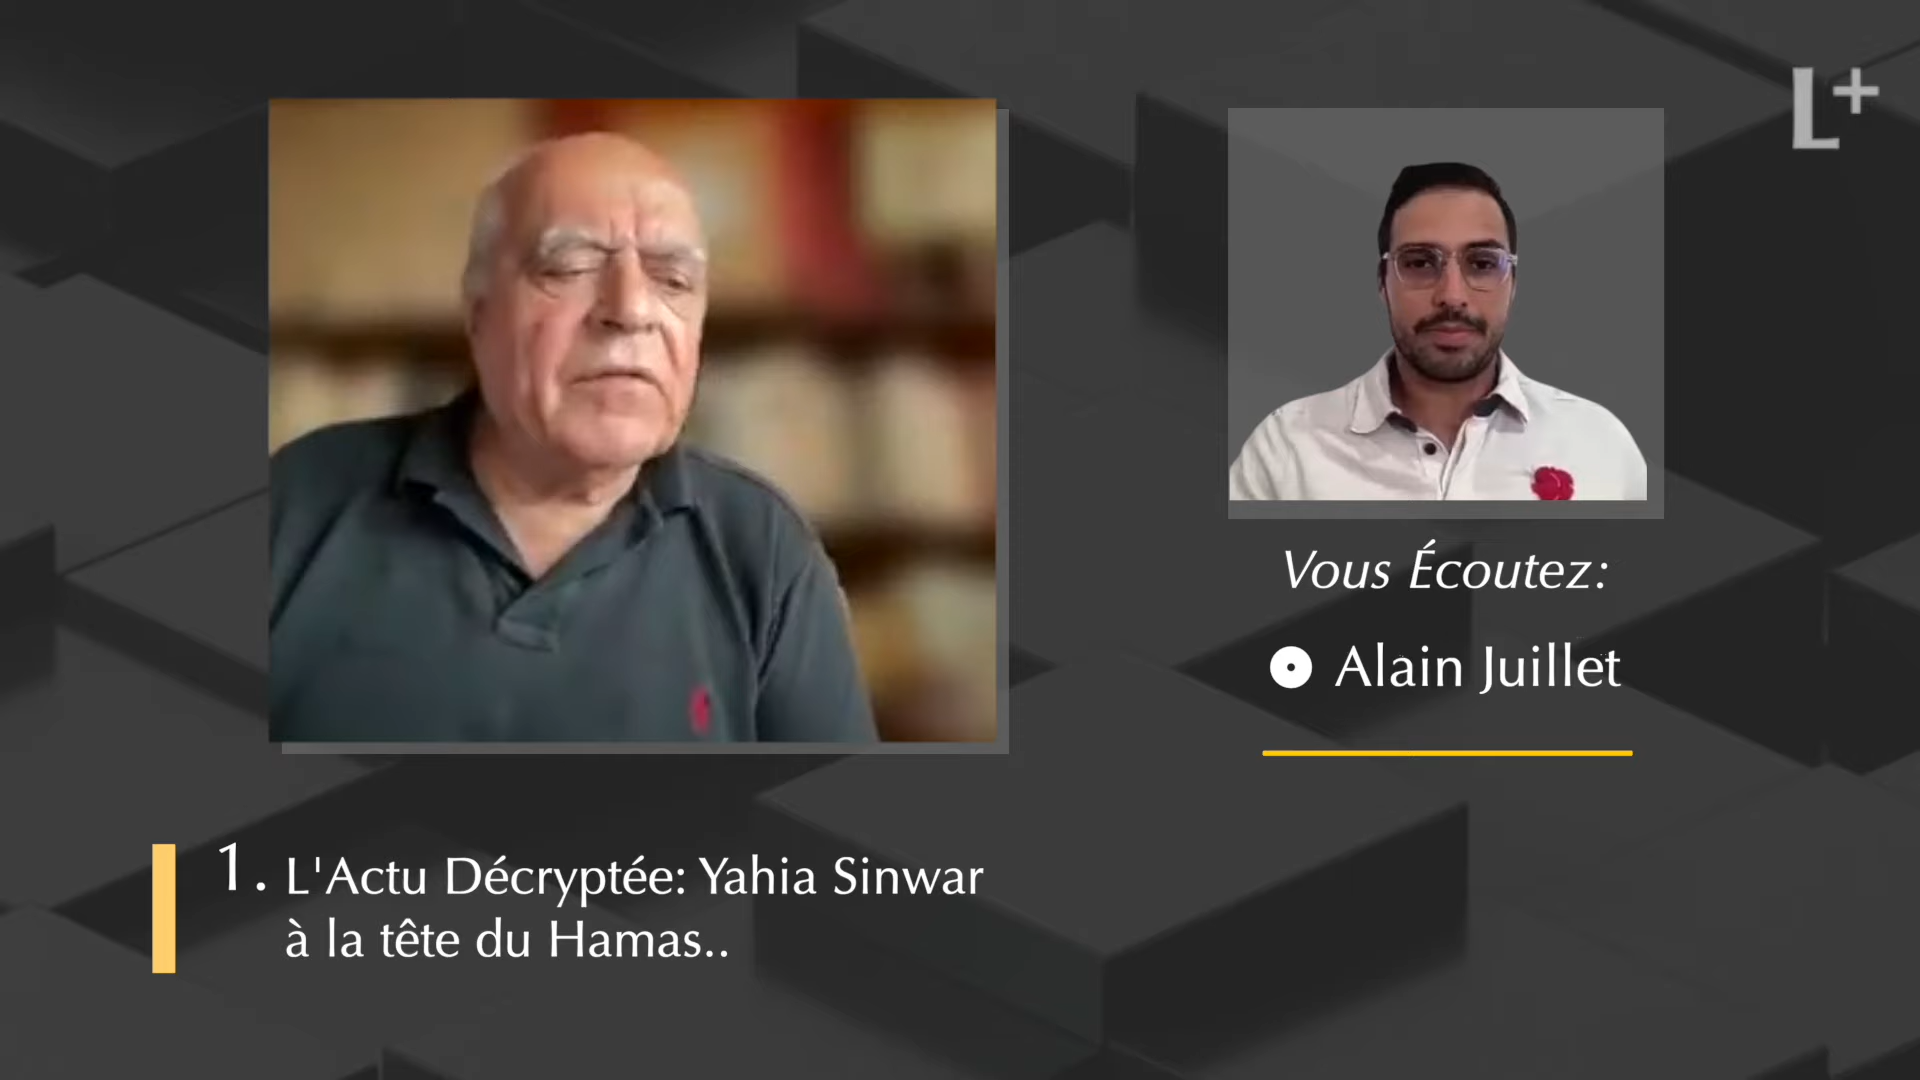 L+
Vous Écoutez:
Alain Juillet
1. L'Actu Décryptée: Yahia Sinwar
à la tête du Hamas..